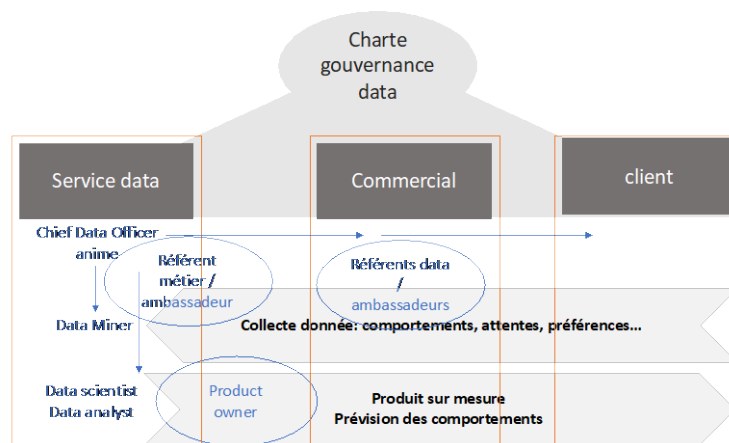 Charte
gouvernance
data
Service data
Commercial
client
Chief Data Officer
anime
Référent
métier /
ambassadeur
Référents data
/
ambassadeurs
Data Miner
Collecte donnée: comportements, attentes, préférences...
Data scientist
Data analyst
Product
owner
Produit sur mesure
Prévision des comportements